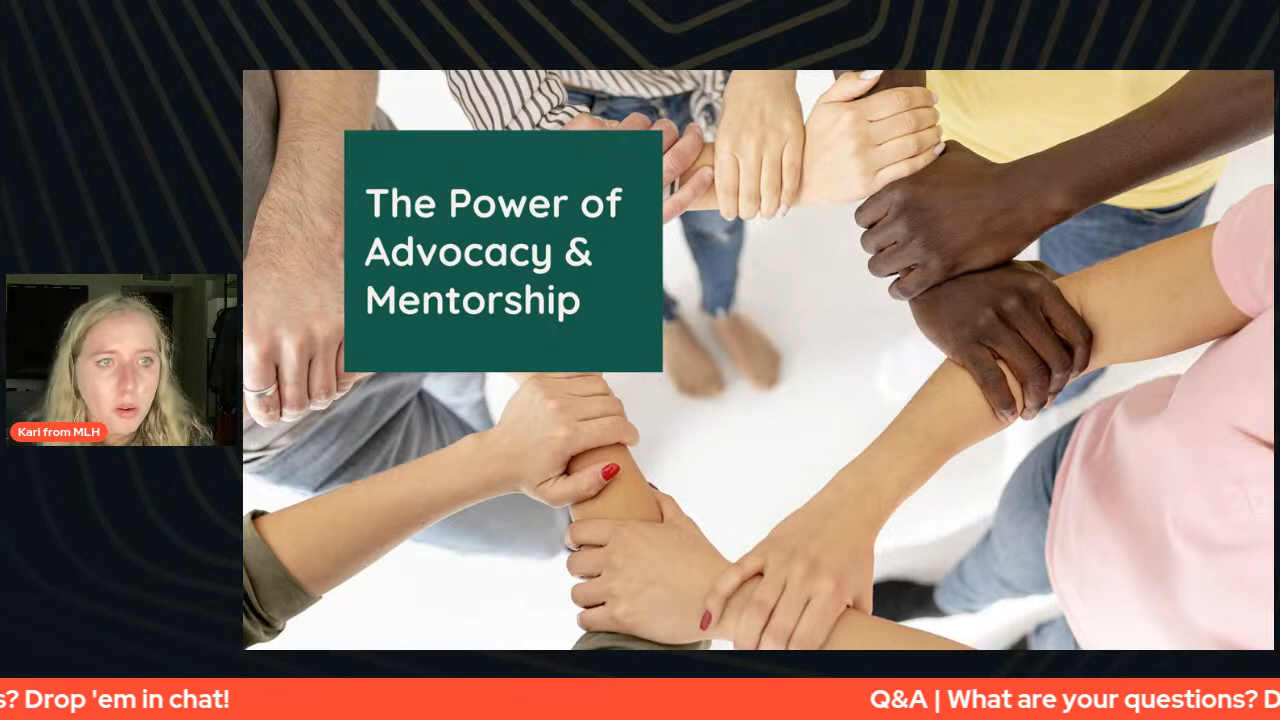 The Power of
Advocacy &
Mentorship
Kari from MLH
s? Drop 'em in chat!
Q&A | What are your questions? D